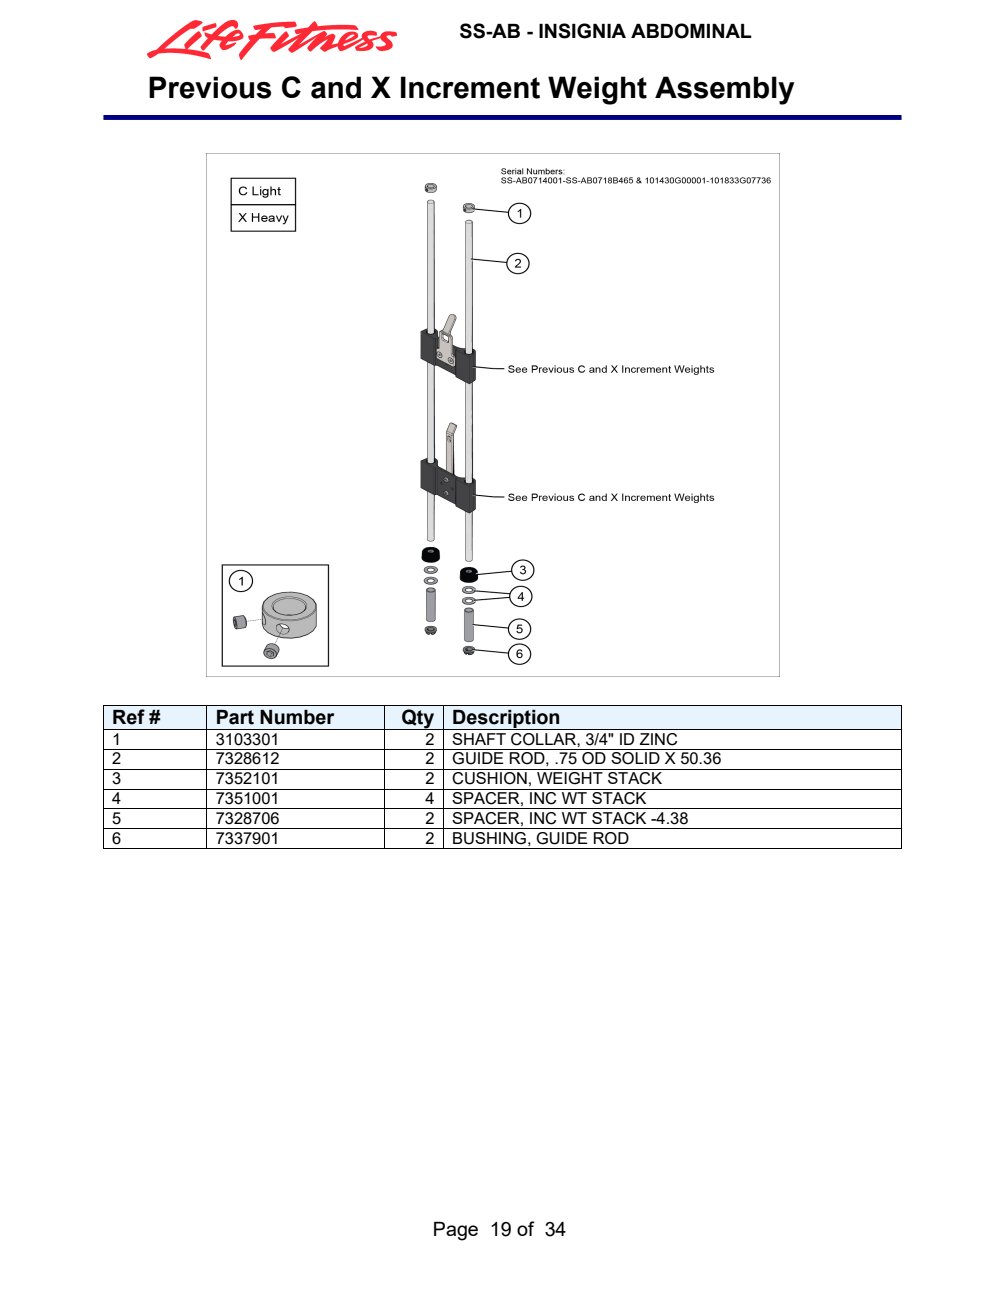 Life Fitness
SS-AB - INSIGNIA ABDOMINAL
Previous C and X Increment Weight Assembly
Serial Numbers:
SS-AB0714001-SS-AB0718B465 & 101430G00001-101833G07736
C Light
X Heavy
1
2
See Previous C and X Increment Weights
See Previous C and X Increment Weights
3
4
5
6
1
Ref # Part Number Qty Description
1 3103301 2 SHAFT COLLAR, 3/4" ID ZINC
2 7328612 2 GUIDE ROD, .75 OD SOLID X 50.36
3 7352101 2 CUSHION, WEIGHT STACK
4 7351001 4 SPACER, INC WT STACK
5 7328706 2 SPACER, INC WT STACK -4.38
6 7337901 2 BUSHING, GUIDE ROD
Page 19 of 34